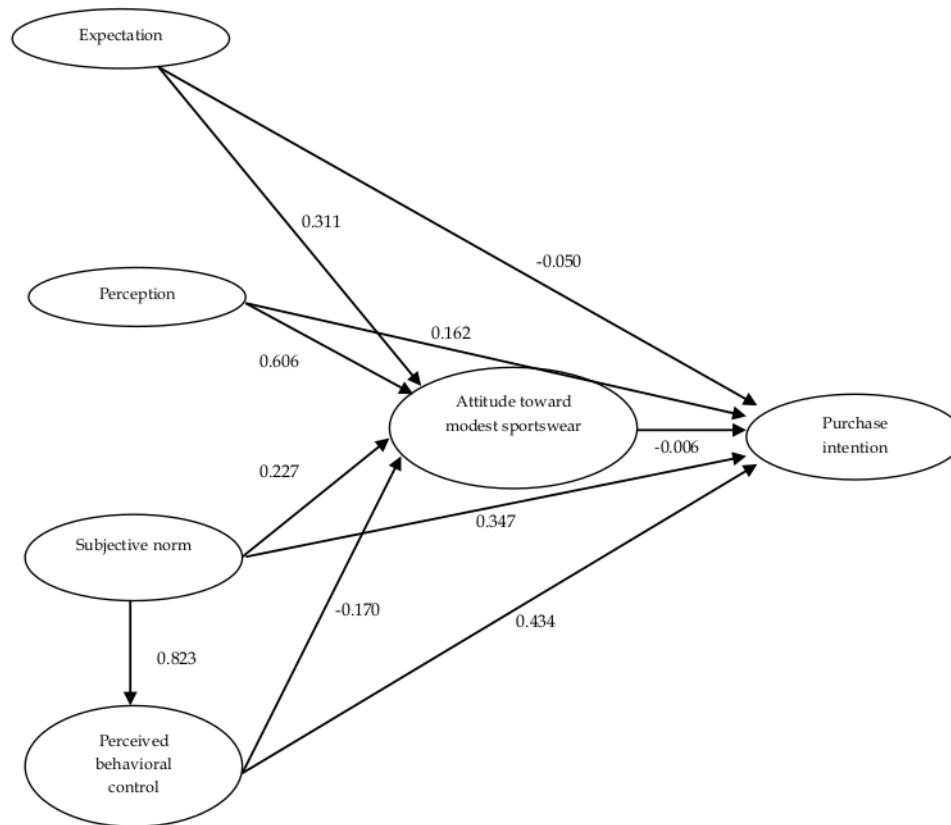 Expectation
0.311
-0.050
Perception
0.162
0.606
Attitude toward
modest sportswear
Purchase
intention
-0.006
0.227
0.347
Subjective norm
-0.170
0.434
0.823
Perceived
behavioral
control